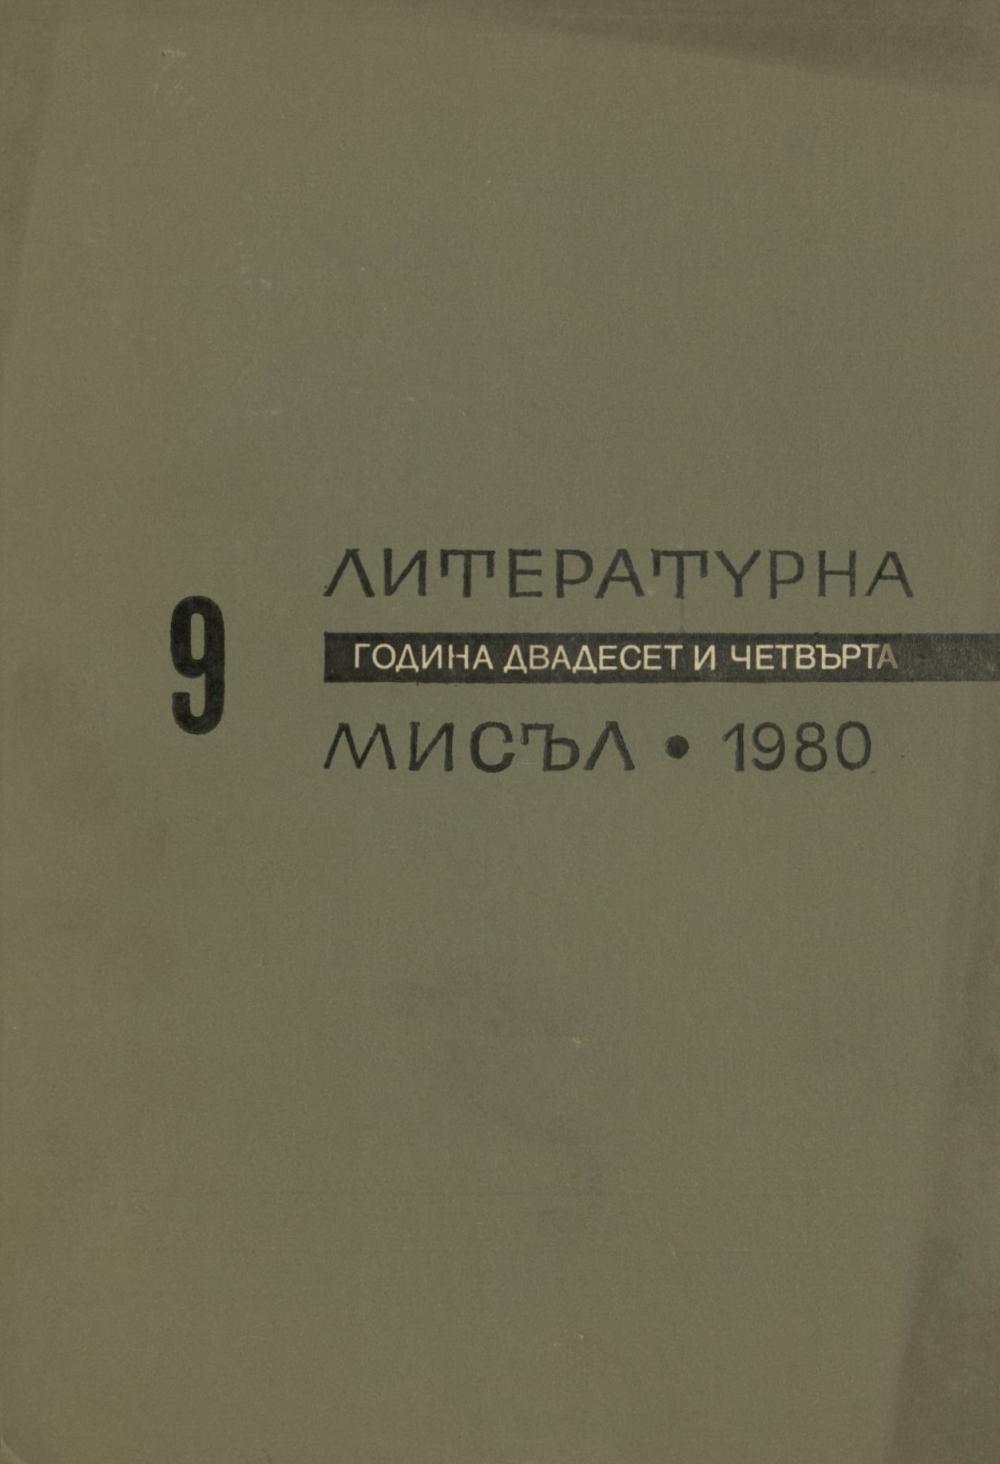 9
ЛИТЕРАТУРНА
ГОДИНА ДВАДЕСЕТ И ЧЕТВЪРТА
МИСЪЛ • 1980